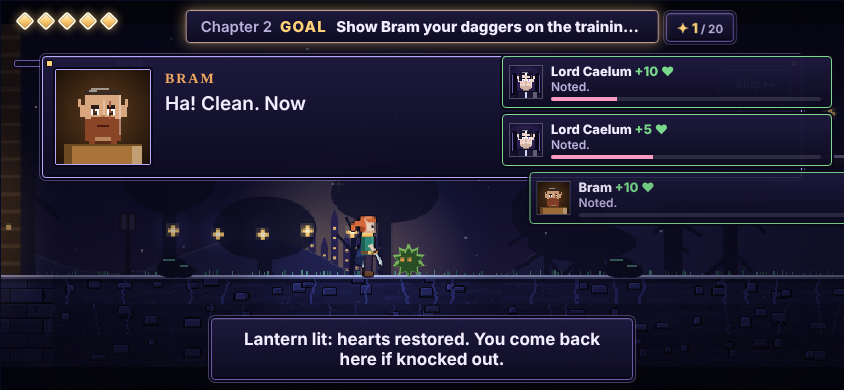 Chapter 2 GOAL Show Bram your daggers on the trainin...
1 / 20
BRAM
Ha! Clean. Now
Lord Caelum +10
Noted.
Skip
Lord Caelum +5
Noted.
Bram +10
Noted.
Lantern lit: hearts restored. You come back
here if knocked out.